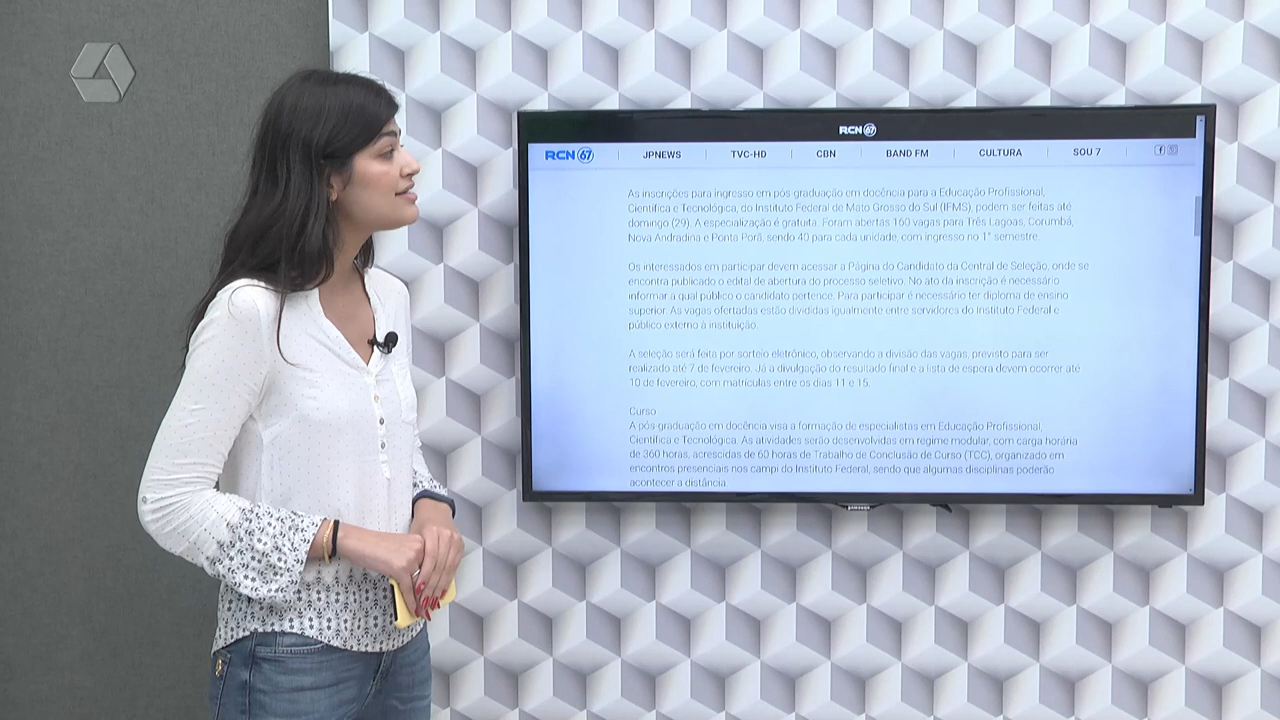 RCN 67
RCN 67
JPNEWS
TVC-HD
CBN
BAND FM
CULTURA
SOU 7
As inscrições para ingresso em pós-graduação em docência para a Educação Profissional,
Científica e Tecnológica, do Instituto Federal de Mato Grosso do Sul (IFMS), podem ser feitas até
domingo (29). A especialização é gratuita. Foram abertas 160 vagas para Três Lagoas, Corumbá,
Nova Andradina e Ponta Porã, sendo 40 para cada unidade, com ingresso no 1° semestre.
Os interessados em participar devem acessar a Página do Candidato da Central de Seleção, onde se
encontra publicado o edital de abertura do processo seletivo. No ato da inscrição é necessário
informar a qual público o candidato pertence. Para participar é necessário ter diploma de ensino
superior. As vagas ofertadas estão divididas igualmente entre servidores do Instituto Federal e
público externo à instituição.
A seleção será feita por sorteio eletrônico, observando a divisão das vagas, previsto para ser
realizado até 7 de fevereiro. Já a divulgação do resultado final e a lista de espera devem ocorrer até
10 de fevereiro, com matrículas entre os dias 11 e 15.
Curso
A pós-graduação em docência visa a formação de especialistas em Educação Profissional,
Científica e Tecnológica. As atividades serão desenvolvidas em regime modular, com carga horária
de 360 horas, acrescidas de 60 horas de Trabalho de Conclusão de Curso (TCC), organizado em
encontros presenciais nos campi do Instituto Federal, sendo que algumas disciplinas poderão
acontecer a distância.
SAMSUNG